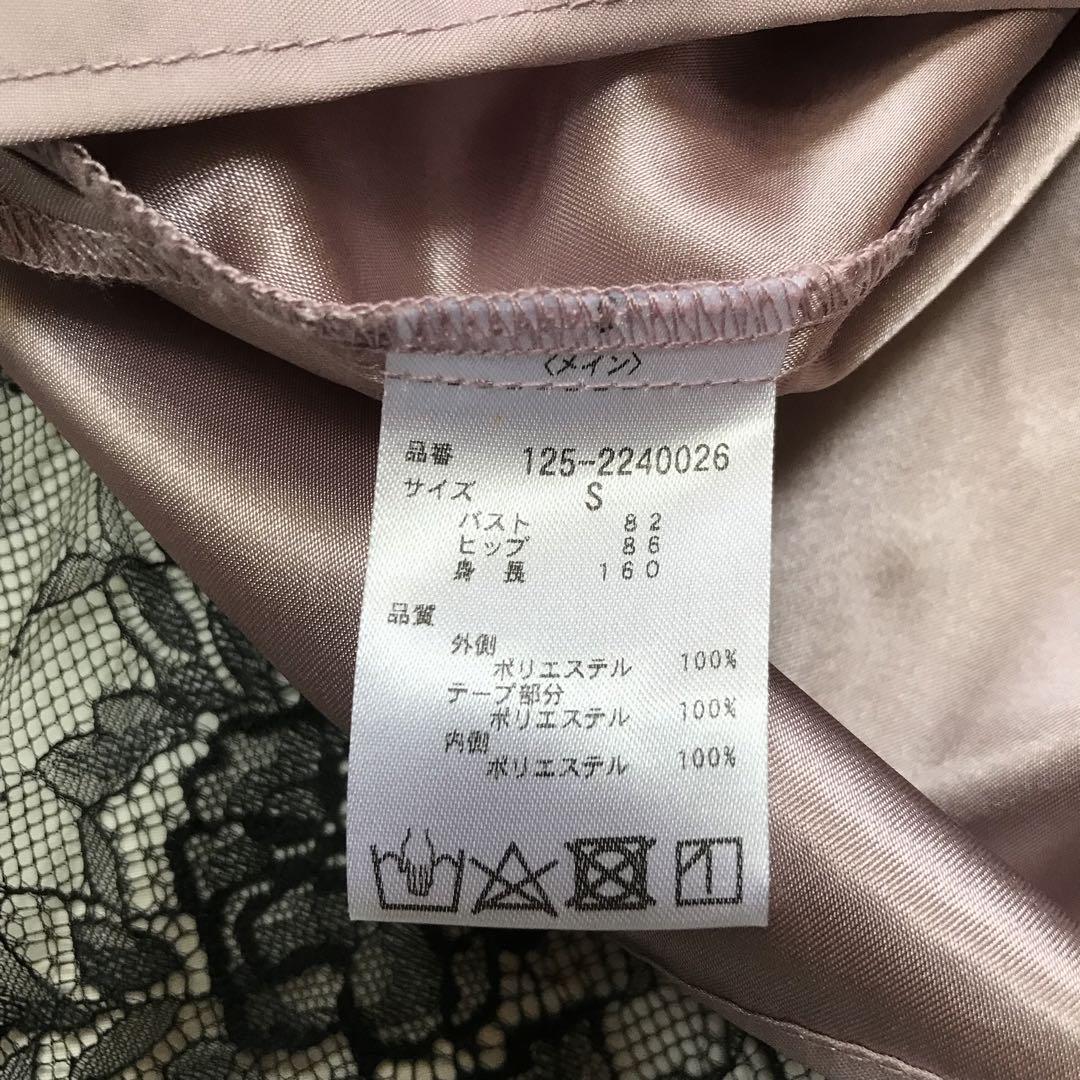 〈メイン〉
品番 125-2240026
サイズ S
バスト 82
ヒップ 86
身長 160
品質
外側
ポリエステル 100%
テープ部分
ポリエステル 100%
内側
ポリエステル 100%